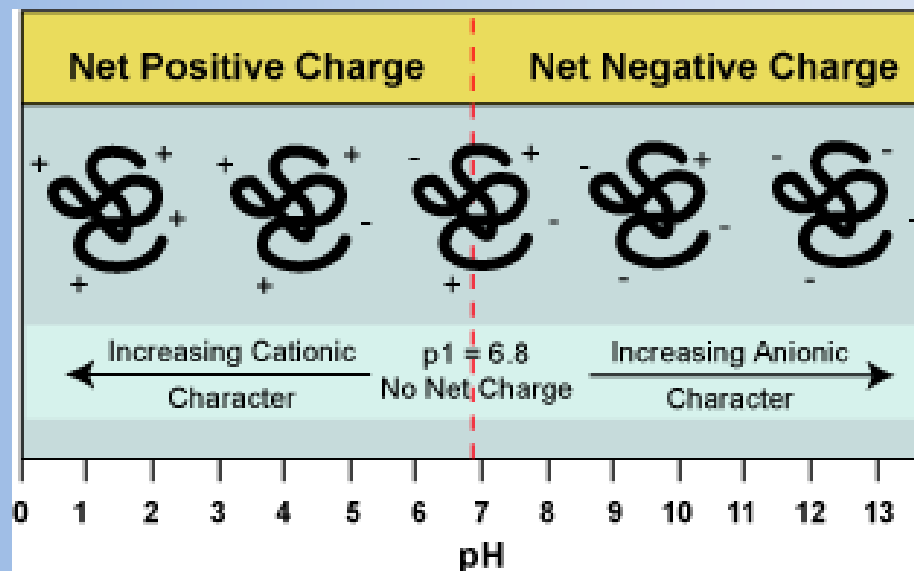 Net Positive Charge
Net Negative Charge
+ + + - + + - -
+ - + - - - - -
+ + + - -
Increasing Cationic
Character
p1 = 6.8
No Net Charge
Increasing Anionic
Character
0 1 2 3 4 5 6 7 8 9 10 11 12 13
pH